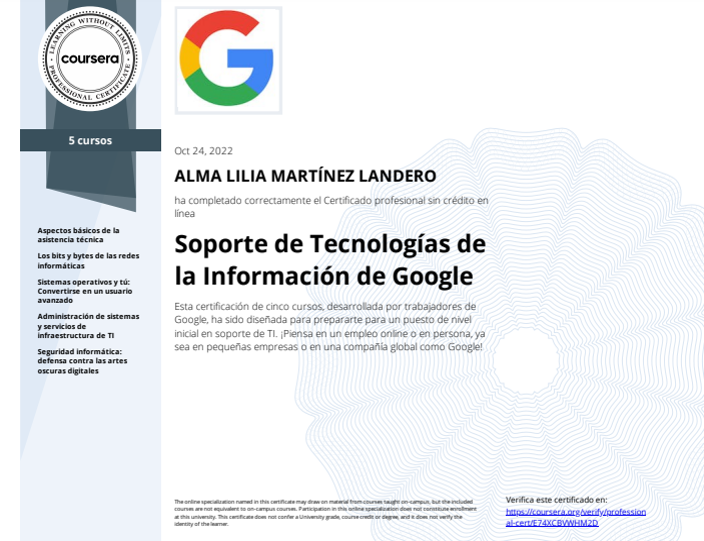 LEARNING WITHOUT LIMITS
coursera
PROFESSIONAL CERTIFICATE
5 cursos
Aspectos básicos de la
asistencia técnica
Los bits y bytes de las redes
informáticas
Sistemas operativos y tú:
Convertirse en un usuario
avanzado
Administración de sistemas
y servicios de
infraestructura de TI
Seguridad informática:
defensa contra las artes
oscuras digitales
G
Oct 24, 2022
ALMA LILIA MARTÍNEZ LANDERO
ha completado correctamente el Certificado profesional sin crédito en
línea
Soporte de Tecnologías de
la Información de Google
Esta certificación de cinco cursos, desarrollada por trabajadores de
Google, ha sido diseñada para prepararte para un puesto de nivel
inicial en soporte de TI. ¡Piensa en un empleo online o en persona, ya
sea en pequeñas empresas o en una compañía global como Google!
The online specialization named in this certificate may draw on material from courses taught on-campus, but the included
courses are not equivalent to on-campus courses. Participation in this online specialization does not constitute enrollment
at this university. This certificate does not confer a University grade, course credit or degree, and it does not verify the
identity of the learner.
Verifica este certificado en:
https://coursera.org/verify/profession
al-cert/E74XCBVWHM2D